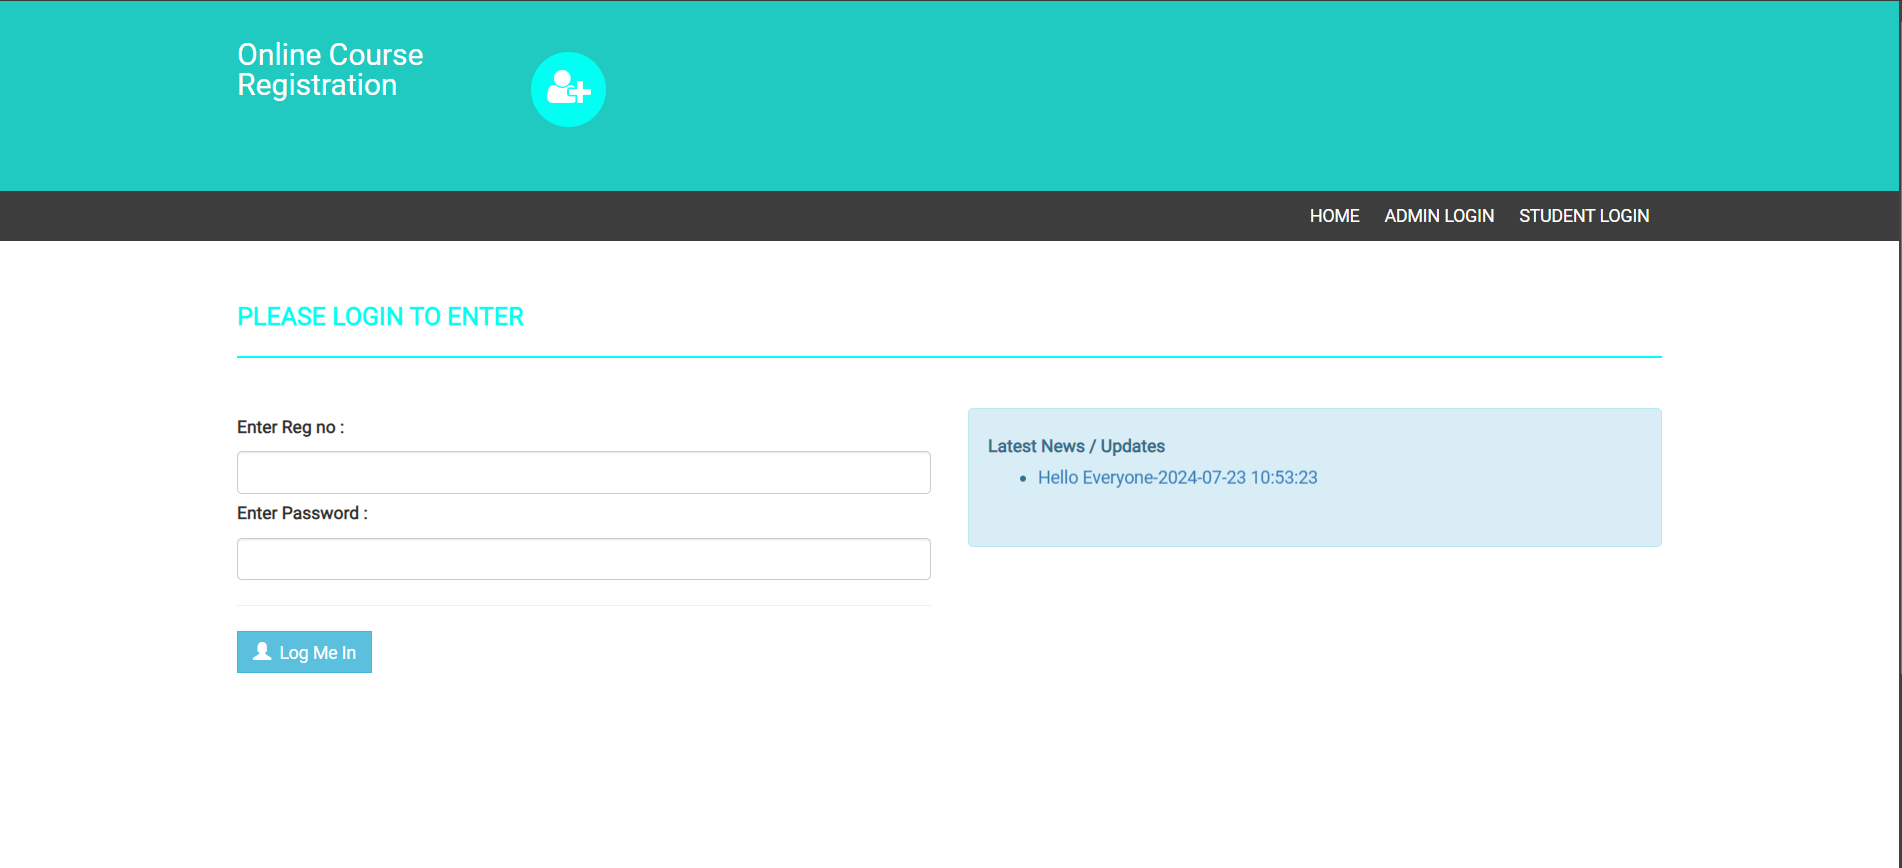 Online Course
Registration
HOME ADMIN LOGIN STUDENT LOGIN
PLEASE LOGIN TO ENTER
Enter Reg no :
Enter Password :
Log Me In
Latest News / Updates
Hello Everyone-2024-07-23 10:53:23